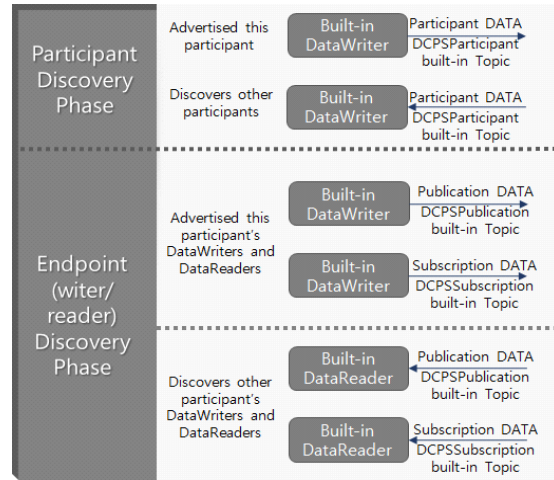 Participant
Discovery
Phase
Advertised this
participant
Built-in
DataWriter
Participant DATA
DCPSParticipant
built-in Topic
Discovers other
participants
Built-in
DataWriter
Participant DATA
DCPSParticipant
built-in Topic
Endpoint
(witer/
reader)
Discovery
Phase
Advertised this
participant's
DataWriters and
DataReaders
Built-in
DataWriter
Publication DATA
DCPSPublication
built-in Topic
Built-in
DataWriter
Subscription DATA
DCPSSubscription
built-in Topic
Discovers other
participant's
DataWriters and
DataReaders
Built-in
DataReader
Publication DATA
DCPSPublication
built-in Topic
Built-in
DataReader
Subscription DATA
DCPSSubscription
built-in Topic